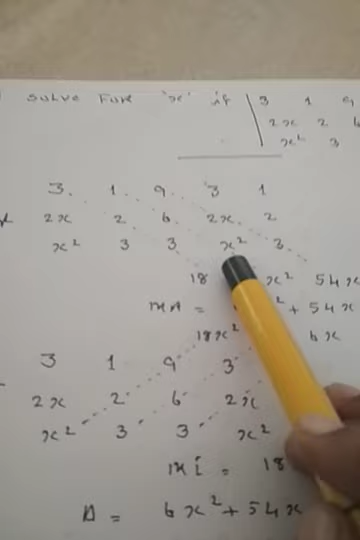 SOLVE FOR 'x' if 3 1 9
2x 2 6
x² 3
3 1 9 3 1
2x 2 6 2x 2
x² 3 3 x² 3
18 x² 54x
= ² + 54x
18x² 6x
3 1 9 3
2x 2 6 2x
x² 3 3 x²
= 18
= 6x² + 54x